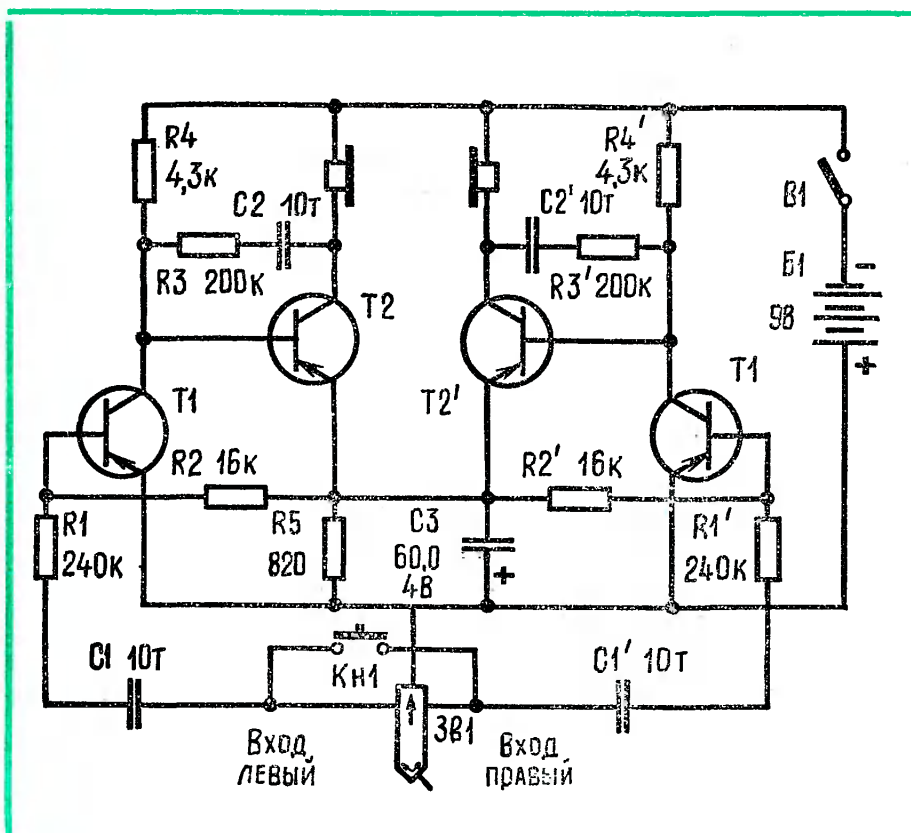 R4
4,3к
R4'
4,3к
C2 10т
C2' 10т
В1
R3 200к
R3' 200к
Б1
−
9В
+
T2
T2'
T1
T1
R2 16к
R2' 16к
R1
240к
R5
820
C3
60,0
4В
+
R1'
240к
C1 10т
Кн1
C1' 10т
ЗВ1
Вход
ЛЕВЫЙ
Вход
ПРАВЫЙ